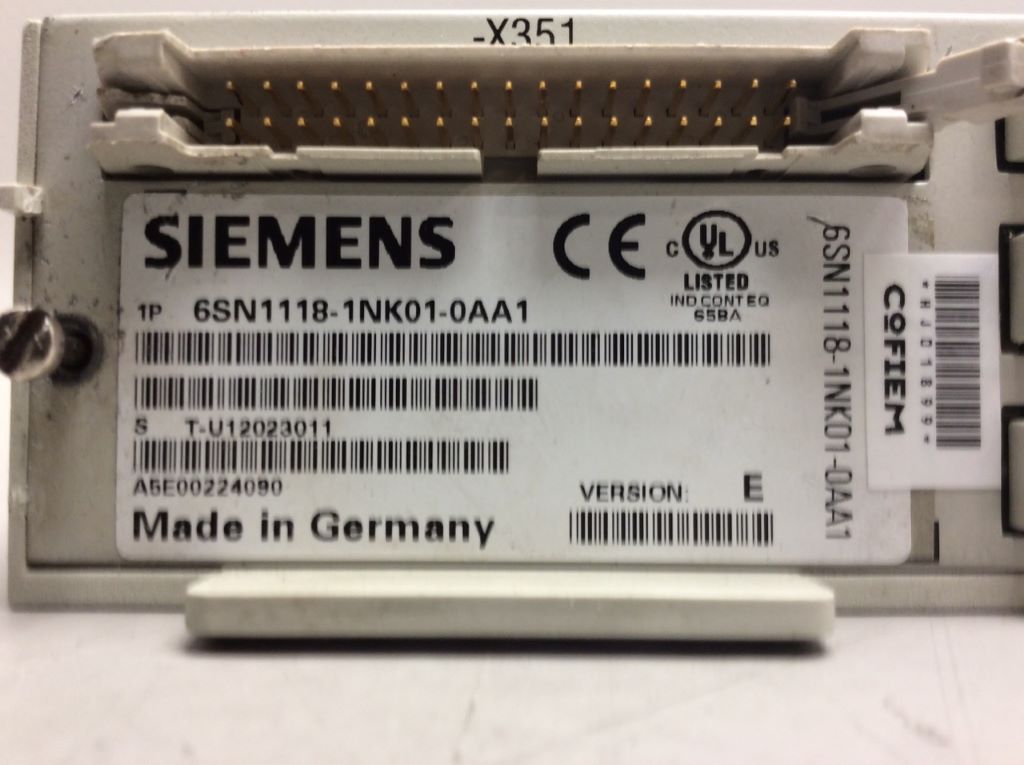 -X351
SIEMENS
CE
C UL US
LISTED
IND CONT EQ
65BA
1P 6SN1118-1NK01-0AA1
S T-U12023011
A5E00224090
VERSION: E
Made in Germany
6SN1118-1NK01-0AA1
COFIEM
*HJD1899*